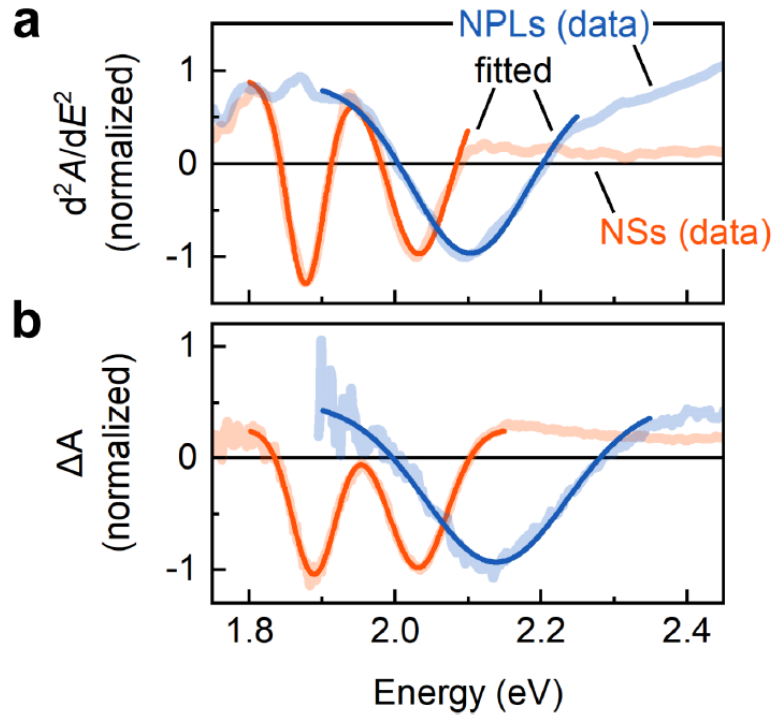 a
d²A/dE²
(normalized)
1
0
-1
NPLs (data)
fitted
NSs (data)
b
ΔA
(normalized)
1
0
-1
1.8
2.0
2.2
2.4
Energy (eV)